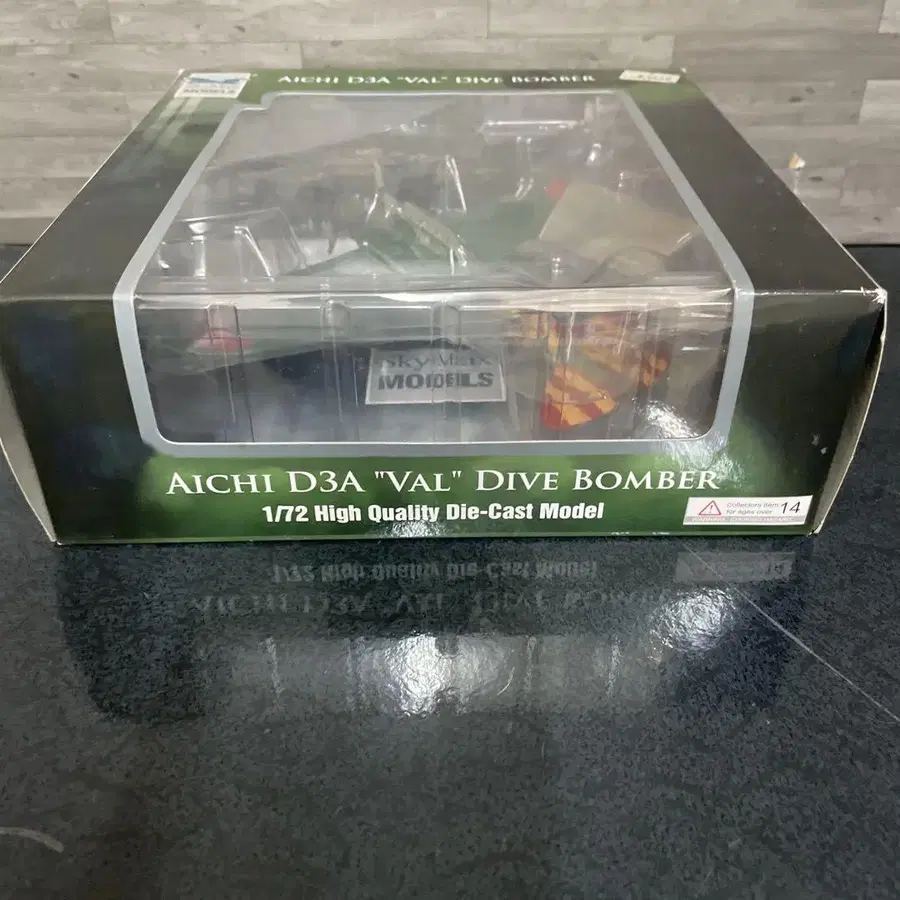 AICHI D3A "VAL" DIVE BOMBER
MODELS
Sky Max
MODELS
AICHI D3A "VAL" DIVE BOMBER
1/72 High Quality Die-Cast Model
Collectors item
for ages over 14